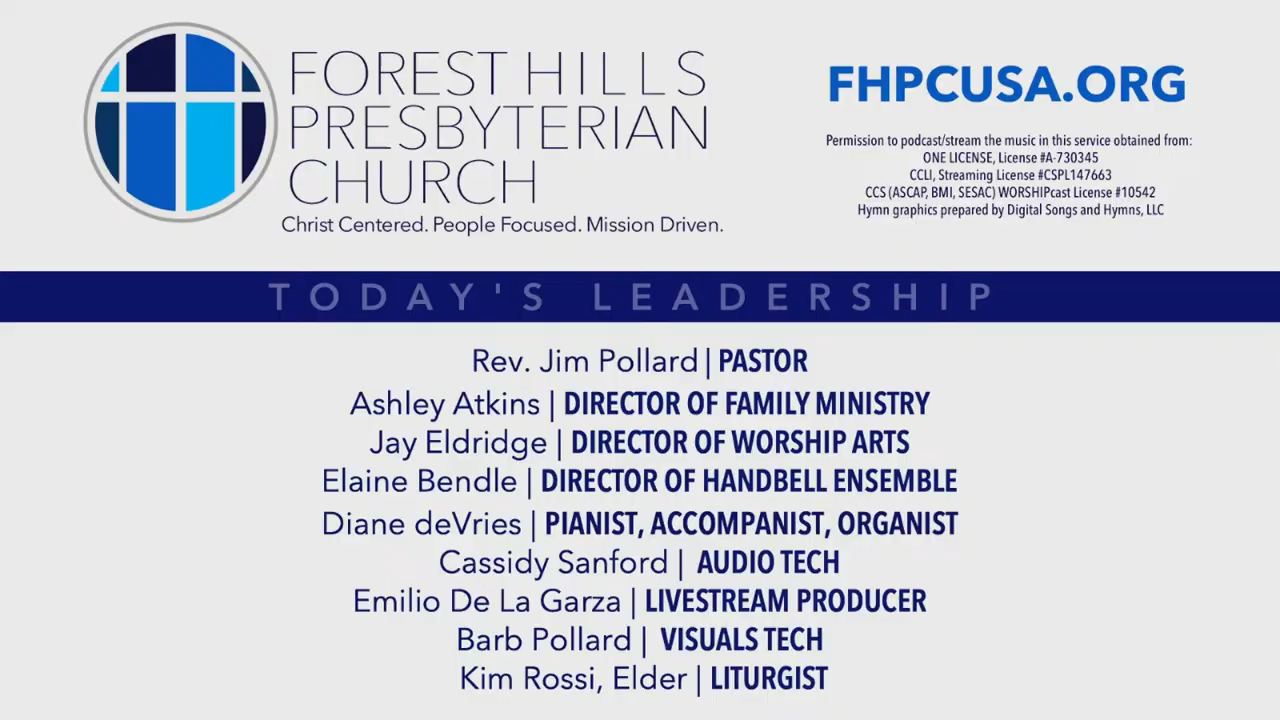 FOREST HILLS
PRESBYTERIAN
CHURCH
Christ Centered. People Focused. Mission Driven.
FHPCUSA.ORG
Permission to podcast/stream the music in this service obtained from:
ONE LICENSE, License #A-730345
CCLI, Streaming License #CSPL147663
CCS (ASCAP, BMI, SESAC) WORSHIPcast License #10542
Hymn graphics prepared by Digital Songs and Hymns, LLC
TODAY'S LEADERSHIP
Rev. Jim Pollard | PASTOR
Ashley Atkins | DIRECTOR OF FAMILY MINISTRY
Jay Eldridge | DIRECTOR OF WORSHIP ARTS
Elaine Bendle | DIRECTOR OF HANDBELL ENSEMBLE
Diane deVries | PIANIST, ACCOMPANIST, ORGANIST
Cassidy Sanford | AUDIO TECH
Emilio De La Garza | LIVESTREAM PRODUCER
Barb Pollard | VISUALS TECH
Kim Rossi, Elder | LITURGIST